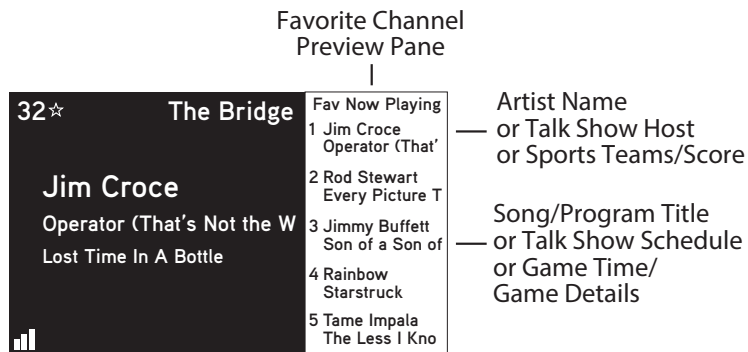 Favorite Channel
Preview Pane
32☆ The Bridge
Jim Croce
Operator (That's Not the W
Lost Time In A Bottle
Fav Now Playing
1 Jim Croce
Operator (That'
2 Rod Stewart
Every Picture T
3 Jimmy Buffett
Son of a Son of
4 Rainbow
Starstruck
5 Tame Impala
The Less I Kno
Artist Name
or Talk Show Host
or Sports Teams/Score
Song/Program Title
or Talk Show Schedule
or Game Time/
Game Details